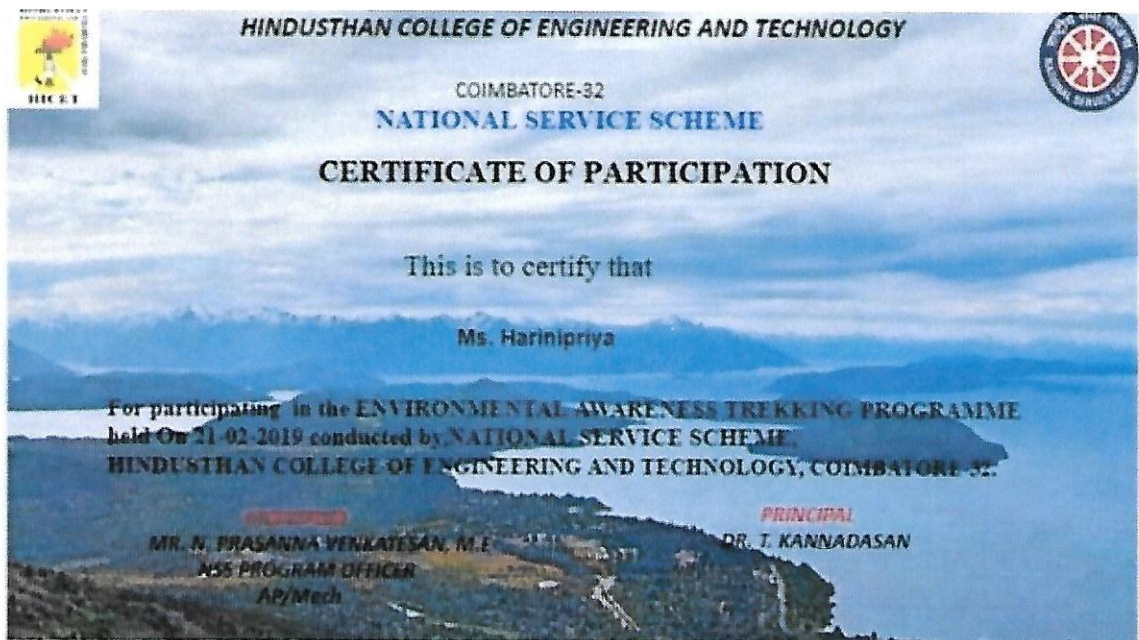 HICET
HINDUSTHAN COLLEGE OF ENGINEERING AND TECHNOLOGY
COIMBATORE-32
NATIONAL SERVICE SCHEME
CERTIFICATE OF PARTICIPATION
This is to certify that
Ms. Harinipriya
For participating in the ENVIRONMENTAL AWARENESS TREKKING PROGRAMME
held On 21-02-2019 conducted by NATIONAL SERVICE SCHEME,
HINDUSTHAN COLLEGE OF ENGINEERING AND TECHNOLOGY, COIMBATORE-32.
MR. N. PRASANNA VENKATESAN, M.E
NSS PROGRAM OFFICER
AP/Mech
PRINCIPAL
DR. T. KANNADASAN